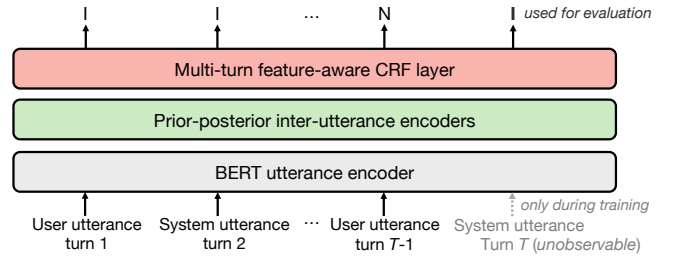 I I ... N I used for evaluation
Multi-turn feature-aware CRF layer
Prior-posterior inter-utterance encoders
BERT utterance encoder
only during training
User utterance System utterance ... User utterance System utterance
turn 1 turn 2 turn T-1 Turn T (unobservable)